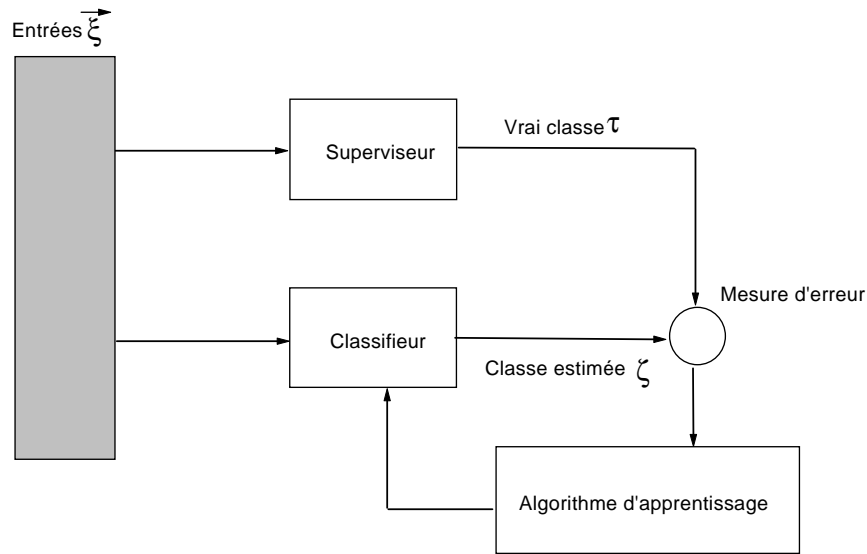 Entrées ξ⃗
Vrai classe τ
Superviseur
Mesure d'erreur
Classifieur
Classe estimée ζ
Algorithme d'apprentissage